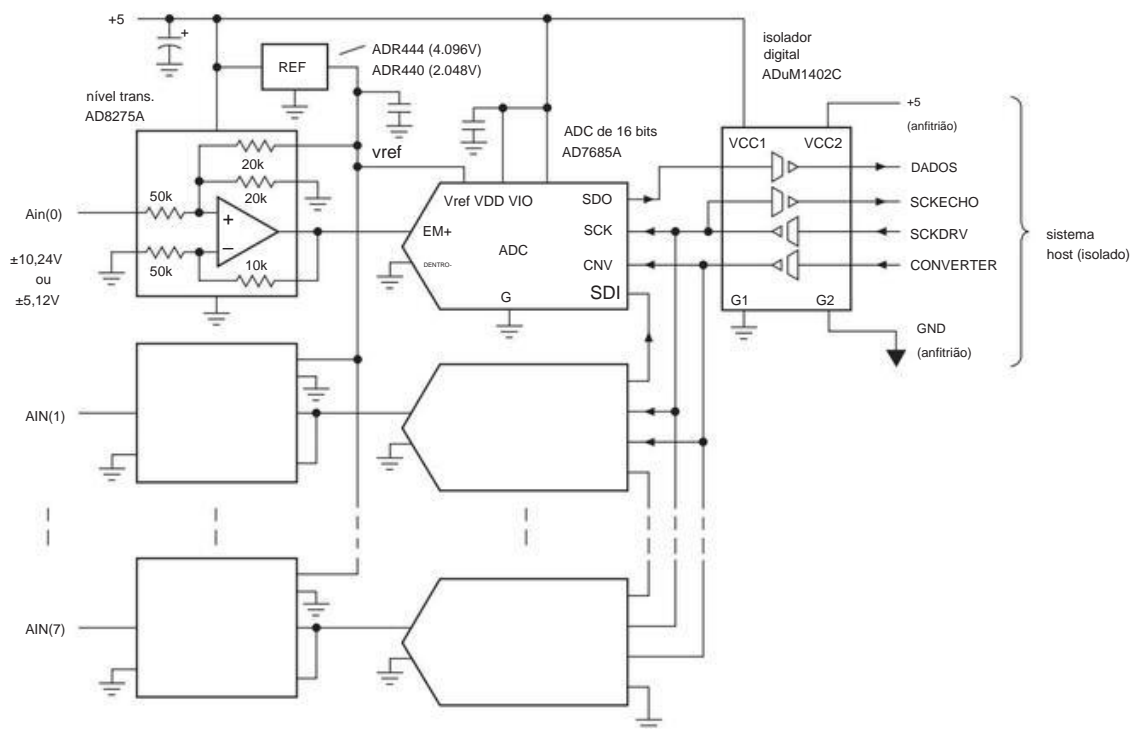 +5
+
REF
ADR444 (4.096V)
ADR440 (2.048V)
isolador
digital
ADuM1402C
nível trans.
AD8275A
vref
ADC de 16 bits
AD7685A
+5
(anfitrião)
VCC1 VCC2
20k
20k
50k
50k
10k
+
−
Ain(0)
±10,24V
ou
±5,12V
Vref VDD VIO
EM+
DENTRO-
ADC
G
SDO
SCK
CNV
SDI
DADOS
SCKECHO
SCKDRV
CONVERTER
G1 G2
GND
(anfitrião)
sistema
host (isolado)
AIN(1)
AIN(7)